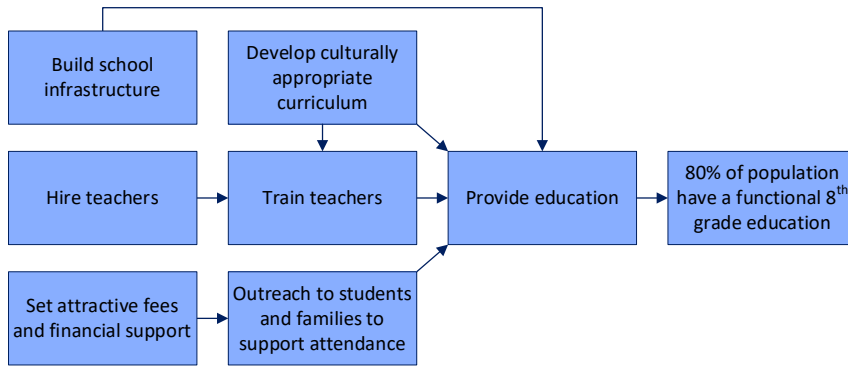 Build school
infrastructure
Develop culturally
appropriate
curriculum
Hire teachers
Train teachers
Provide education
80% of population
have a functional 8th
grade education
Set attractive fees
and financial support
Outreach to students
and families to
support attendance